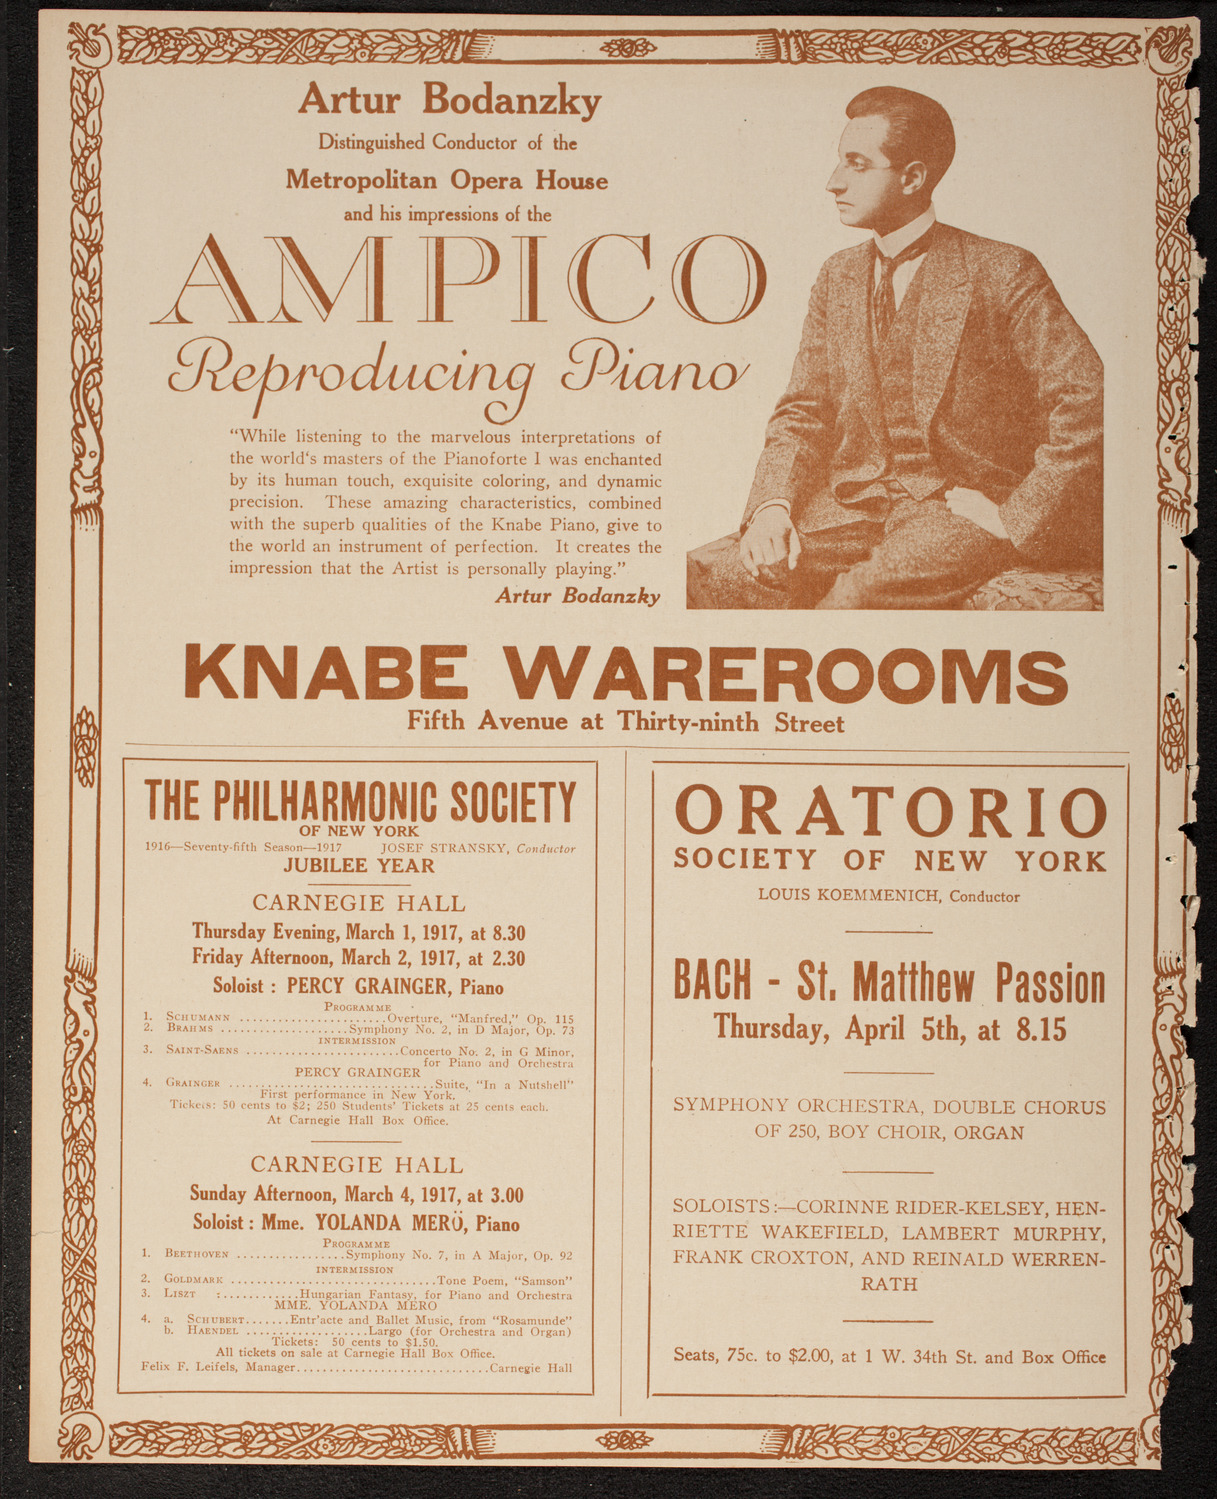 Artur Bodanzky
Distinguished Conductor of the
Metropolitan Opera House
and his impressions of the
AMPICO
Reproducing Piano
“While listening to the marvelous interpretations of
the world‘s masters of the Pianoforte I was enchanted
by its human touch, exquisite coloring, and dynamic
precision. These amazing characteristics, combined
with the superb qualities of the Knabe Piano, give to
the world an instrument of perfection. It creates the
impression that the Artist is personally playing.”
Artur Bodanzky
KNABE WAREROOMS
Fifth Avenue at Thirty-ninth Street
THE PHILHARMONIC SOCIETY
OF NEW YORK
1916—Seventy-fifth Season—1917 JOSEF STRANSKY, Conductor
JUBILEE YEAR
CARNEGIE HALL
Thursday Evening, March 1, 1917, at 8.30
Friday Afternoon, March 2, 1917, at 2.30
Soloist : PERCY GRAINGER, Piano
PROGRAMME
1. SCHUMANN ........................Overture, “Manfred,” Op. 115
2. BRAHMS .....................Symphony No. 2, in D Major, Op. 73
INTERMISSION
3. SAINT-SAENS .........................Concerto No. 2, in G Minor,
for Piano and Orchestra
PERCY GRAINGER
4. GRAINGER .................................Suite, “In a Nutshell”
First performance in New York.
Tickets: 50 cents to $2; 250 Students’ Tickets at 25 cents each.
At Carnegie Hall Box Office.
CARNEGIE HALL
Sunday Afternoon, March 4, 1917, at 3.00
Soloist : Mme. YOLANDA MERÖ, Piano
PROGRAMME
1. BEETHOVEN .................Symphony No. 7, in A Major, Op. 92
INTERMISSION
2. GOLDMARK .................................Tone Poem, “Samson”
3. LISZT :............Hungarian Fantasy, for Piano and Orchestra
MME. YOLANDA MERO
4. a. SCHUBERT.......Entr’acte and Ballet Music, from “Rosamunde”
b. HAENDEL ...................Largo (for Orchestra and Organ)
Tickets: 50 cents to $1.50.
All tickets on sale at Carnegie Hall Box Office.
Felix F. Leifels, Manager...............................Carnegie Hall
ORATORIO
SOCIETY OF NEW YORK
LOUIS KOEMMENICH, Conductor
BACH - St. Matthew Passion
Thursday, April 5th, at 8.15
SYMPHONY ORCHESTRA, DOUBLE CHORUS
OF 250, BOY CHOIR, ORGAN
SOLOISTS:—CORINNE RIDER-KELSEY, HEN-
RIETTE WAKEFIELD, LAMBERT MURPHY,
FRANK CROXTON, AND REINALD WERREN-
RATH
Seats, 75c. to $2.00, at 1 W. 34th St. and Box Office